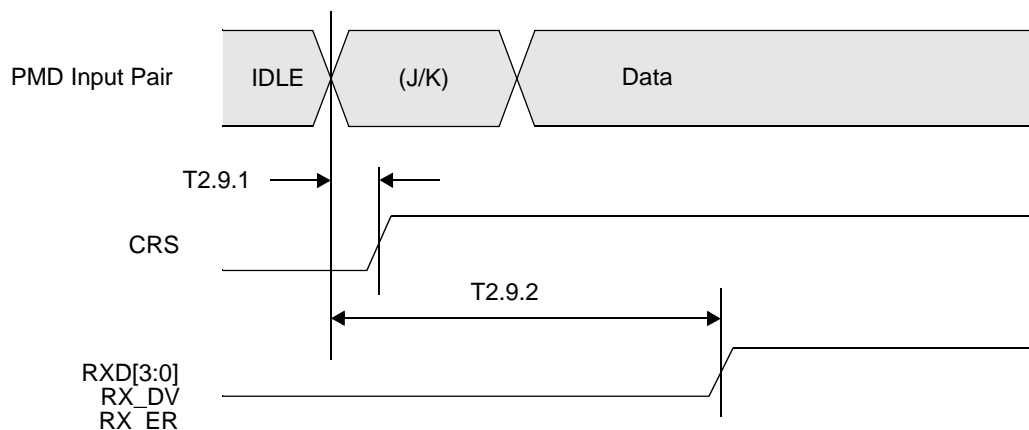 PMD Input Pair
IDLE
(J/K)
Data
T2.9.1
CRS
T2.9.2
RXD[3:0]
RX_DV
RX_ER